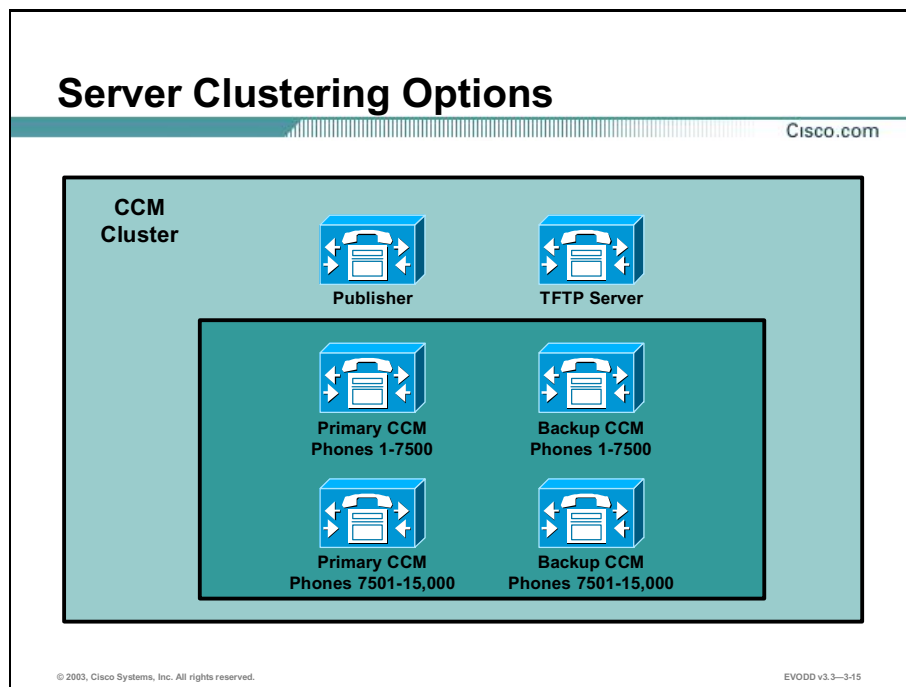 Server Clustering Options
Cisco.com
CCM
Cluster
Publisher
TFTP Server
Primary CCM
Phones 1-7500
Backup CCM
Phones 1-7500
Primary CCM
Phones 7501-15,000
Backup CCM
Phones 7501-15,000
© 2003, Cisco Systems, Inc. All rights reserved.
EVODD v3.3—3-15